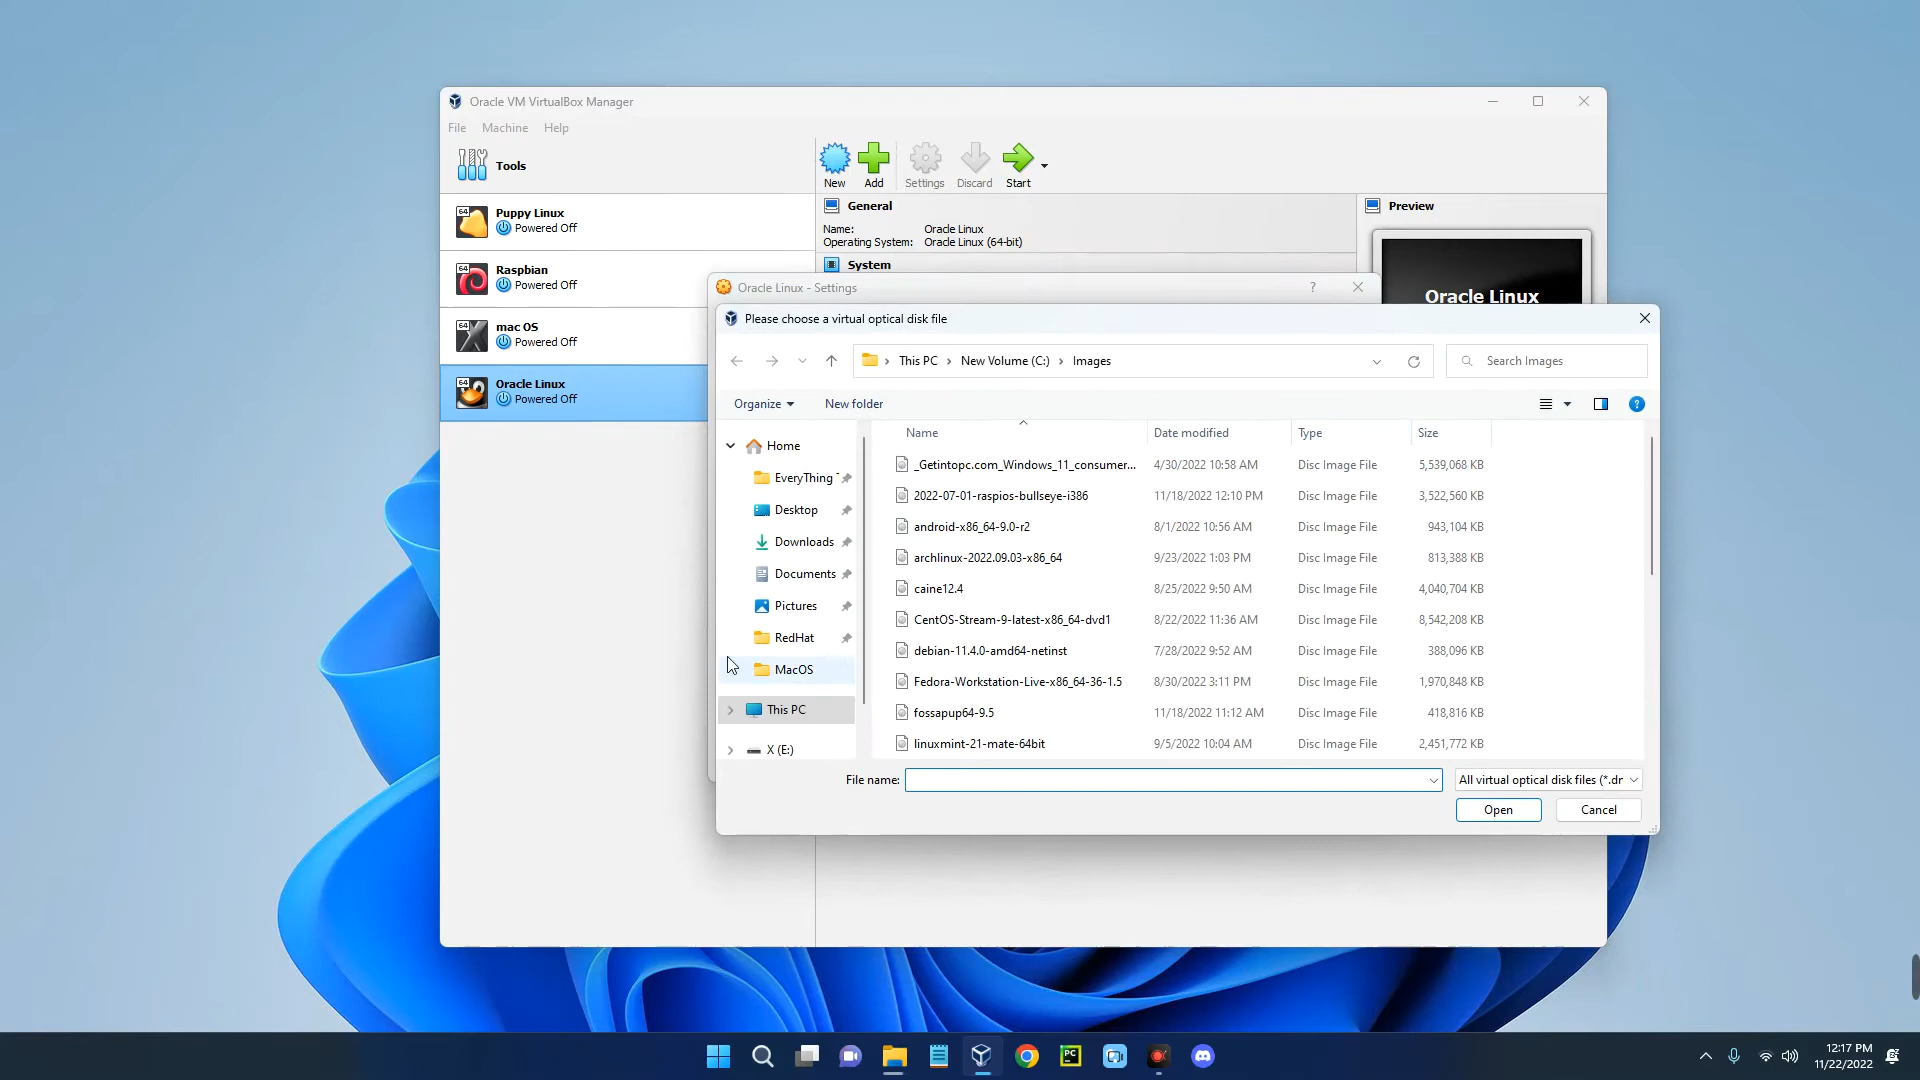 Oracle VM VirtualBox Manager
File Machine Help
Tools
New Add Settings Discard Start
Puppy Linux
Powered Off
Raspbian
Powered Off
mac OS
Powered Off
Oracle Linux
Powered Off
General
Name: Oracle Linux
Operating System: Oracle Linux (64-bit)
System
Preview
Oracle Linux
Oracle Linux - Settings
Please choose a virtual optical disk file
This PC > New Volume (C:) > Images
Search Images
Organize New folder
Name Date modified Type Size
Home
EveryThing
Desktop
Downloads
Documents
Pictures
RedHat
MacOS
This PC
X (E:)
_Getintopc.com_Windows_11_consumer... 4/30/2022 10:58 AM Disc Image File 5,539,068 KB
2022-07-01-raspios-bullseye-i386 11/18/2022 12:10 PM Disc Image File 3,522,560 KB
android-x86_64-9.0-r2 8/1/2022 10:56 AM Disc Image File 943,104 KB
archlinux-2022.09.03-x86_64 9/23/2022 1:03 PM Disc Image File 813,388 KB
caine12.4 8/25/2022 9:50 AM Disc Image File 4,040,704 KB
CentOS-Stream-9-latest-x86_64-dvd1 8/22/2022 11:36 AM Disc Image File 8,542,208 KB
debian-11.4.0-amd64-netinst 7/28/2022 9:52 AM Disc Image File 388,096 KB
Fedora-Workstation-Live-x86_64-36-1.5 8/30/2022 3:11 PM Disc Image File 1,970,848 KB
fossapup64-9.5 11/18/2022 11:12 AM Disc Image File 418,816 KB
linuxmint-21-mate-64bit 9/5/2022 10:04 AM Disc Image File 2,451,772 KB
File name: All virtual optical disk files (*.dr
Open Cancel
12:17 PM
11/22/2022